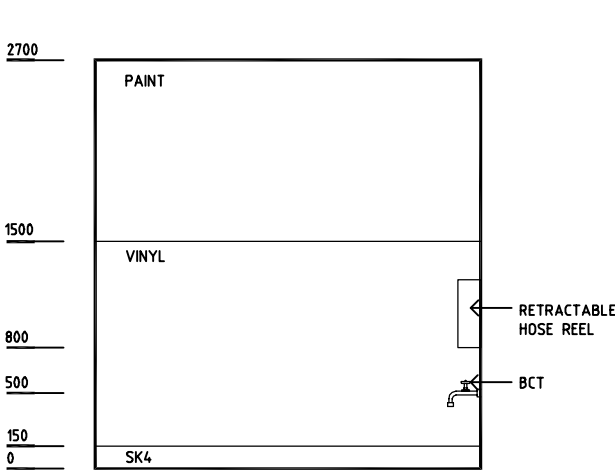 2700
PAINT
1500
VINYL
RETRACTABLE
HOSE REEL
800
500
BCT
150
0
SK4